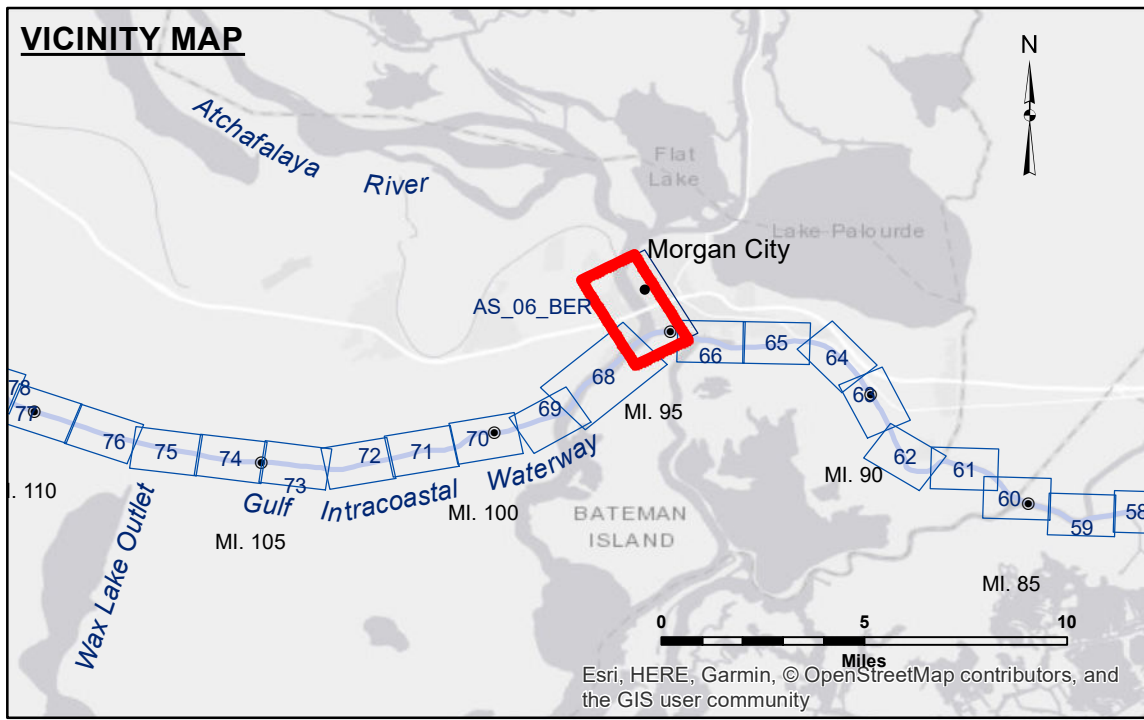 VICINITY MAP
N
Atchafalaya
River
Flat
Lake
Lake Palourde
Morgan City
AS_06_BER
66
65
64
63
62
61
60
59
58
68
69
70
71
72
73
74
75
76
77
78
MI. 95
MI. 90
MI. 85
MI. 100
MI. 105
MI. 110
Gulf Intracoastal Waterway
Wax Lake Outlet
BATEMAN
ISLAND
0 5 10
Miles
Esri, HERE, Garmin, © OpenStreetMap contributors, and
the GIS user community